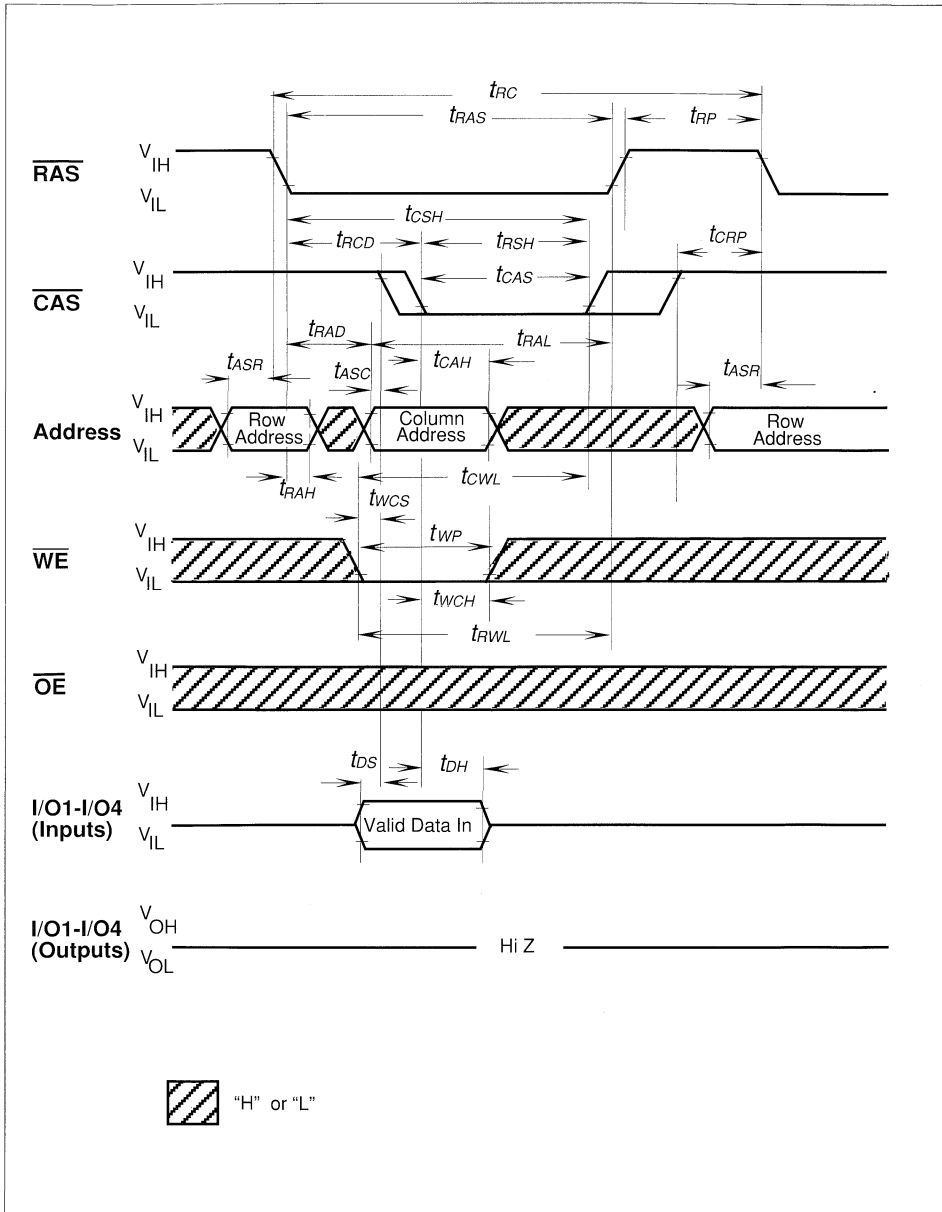 tRC
tRAS tRP
RAS VIH
VIL
tCSH
tRCD tRSH tCRP
CAS VIH tCAS
VIL
tRAD tRAL
tASR tASC tCAH tASR
Address VIH Row Address Column Address Row Address
VIL
tRAH tCWL
tWCS
WE VIH tWP
VIL
tWCH
tRWL
OE VIH
VIL
tDS tDH
I/O1-I/O4 VIH
(Inputs) VIL Valid Data In
I/O1-I/O4 VOH
(Outputs) VOL Hi Z
“H” or “L”